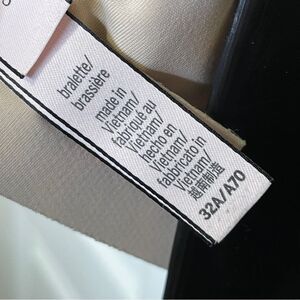 bralette/
brassière
made in
Vietnam/
fabriqué au
Vietnam/
hecho en
Vietnam/
fabbricato in
Vietnam/
越南制造
32A/A70